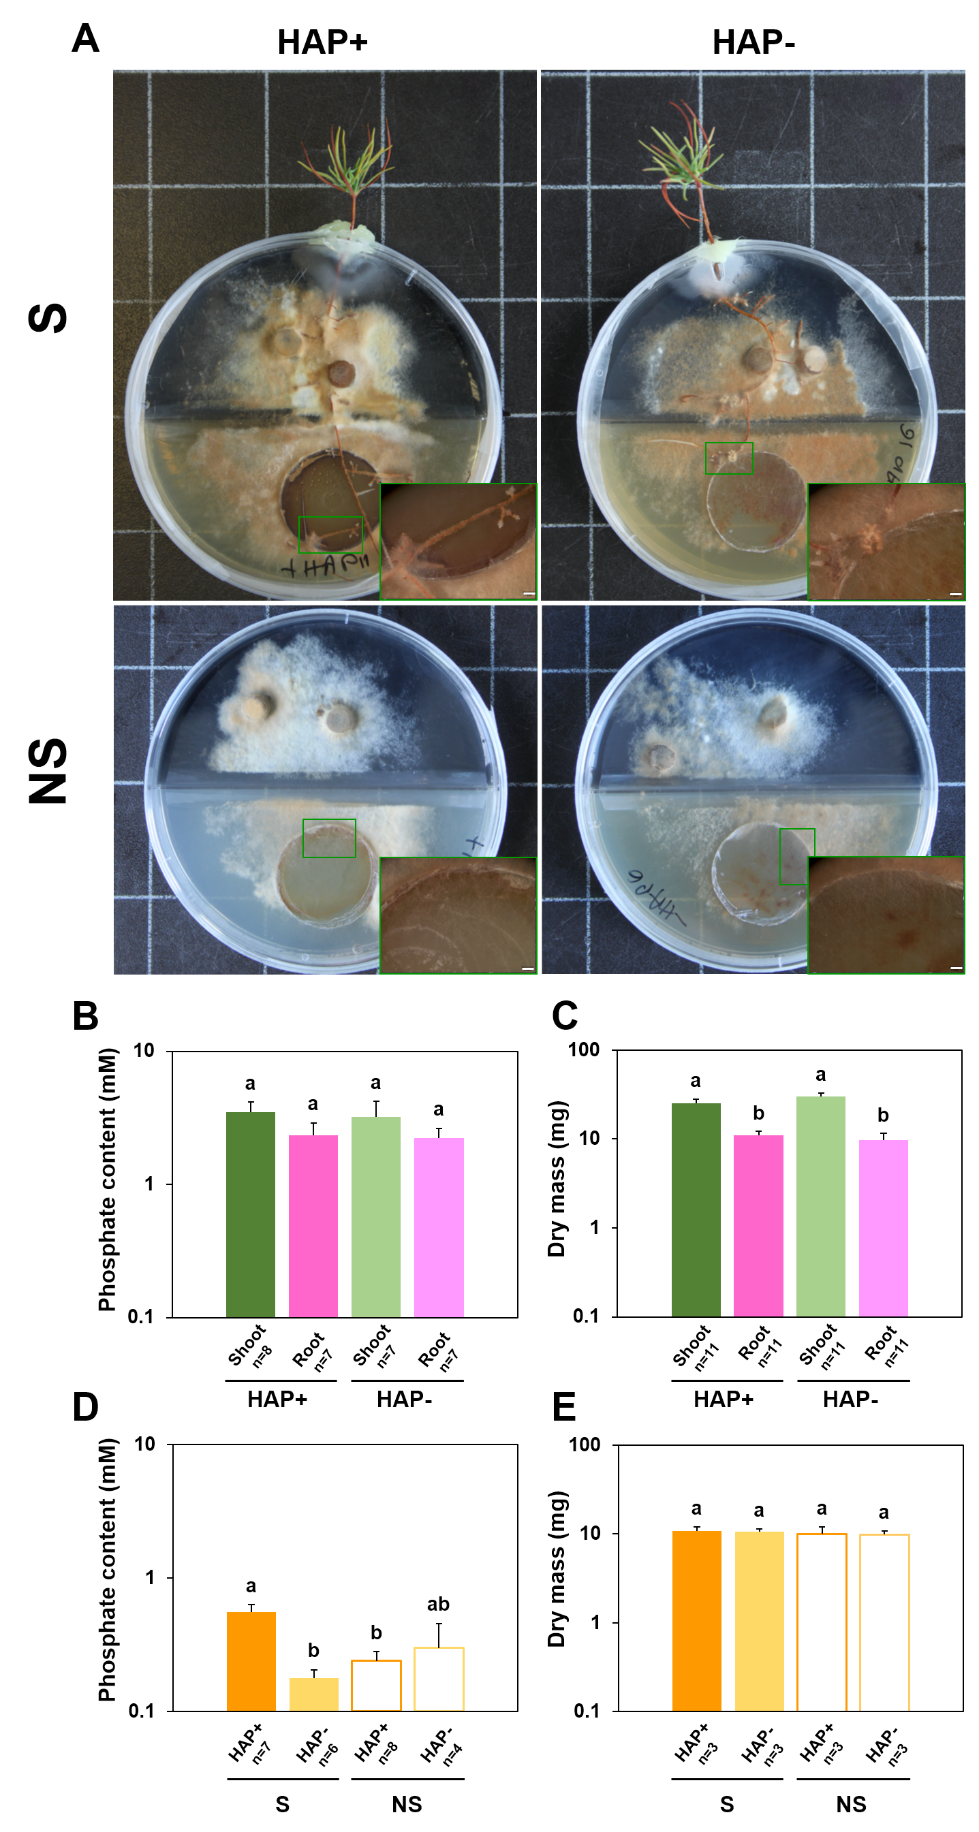 A
HAP+
HAP-
S
NS
B
Phosphate content (mM)
10
1
0.1
a
a
a
a
Shoot
n=8
Root
n=7
Shoot
n=7
Root
n=7
HAP+
HAP-
C
Dry mass (mg)
100
10
1
0.1
a
b
a
b
Shoot
n=11
Root
n=11
Shoot
n=11
Root
n=11
HAP+
HAP-
D
Phosphate content (mM)
10
1
0.1
a
b
b
ab
HAP+
n=7
HAP-
n=6
HAP+
n=8
HAP-
n=4
S
NS
E
Dry mass (mg)
100
10
1
0.1
a
a
a
a
HAP+
n=3
HAP-
n=3
HAP+
n=3
HAP-
n=3
S
NS